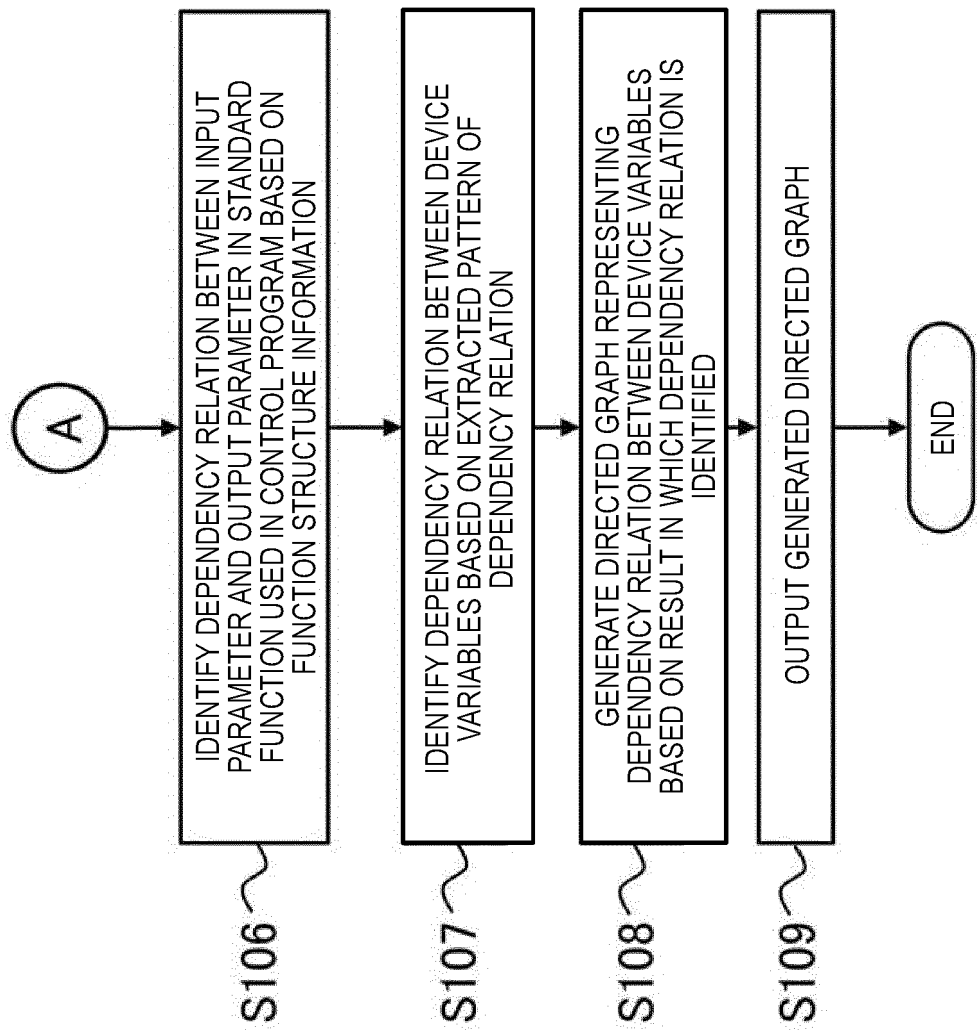 A
S106
IDENTIFY DEPENDENCY RELATION BETWEEN INPUT
PARAMETER AND OUTPUT PARAMETER IN STANDARD
FUNCTION USED IN CONTROL PROGRAM BASED ON
FUNCTION STRUCTURE INFORMATION
S107
IDENTIFY DEPENDENCY RELATION BETWEEN DEVICE
VARIABLES BASED ON EXTRACTED PATTERN OF
DEPENDENCY RELATION
S108
GENERATE DIRECTED GRAPH REPRESENTING
DEPENDENCY RELATION BETWEEN DEVICE VARIABLES
BASED ON RESULT IN WHICH DEPENDENCY RELATION IS
IDENTIFIED
S109
OUTPUT GENERATED DIRECTED GRAPH
END